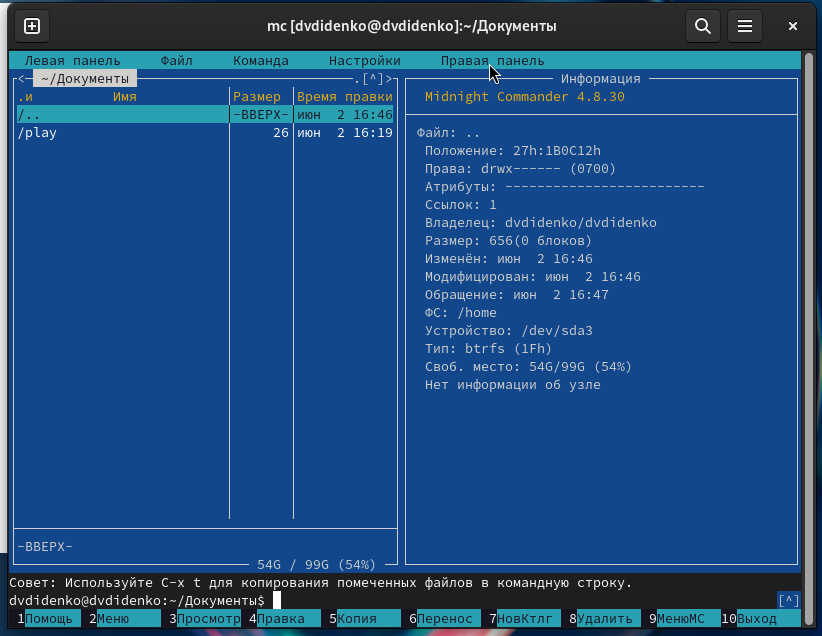 mc [dvdidenko@dvdidenko]:~/Документы
Левая панель Файл Команда Настройки Правая панель
<─ ~/Документы .[^]>
Информация
.и Имя Размер Время правки
Midnight Commander 4.8.30
/.. -ВВЕРХ- июн 2 16:46
/play 26 июн 2 16:19
Файл: ..
Положение: 27h:1B0C12h
Права: drwx------ (0700)
Атрибуты: -------------------------
Ссылок: 1
Владелец: dvdidenko/dvdidenko
Размер: 656(0 блоков)
Изменён: июн 2 16:46
Модифицирован: июн 2 16:46
Обращение: июн 2 16:47
ФС: /home
Устройство: /dev/sda3
Тип: btrfs (1Fh)
Своб. место: 54G/99G (54%)
Нет информации об узле
-ВВЕРХ-
54G / 99G (54%)
Совет: Используйте C-x t для копирования помеченных файлов в командную строку.
dvdidenko@dvdidenko:~/Документы$ [^]
1Помощь 2Меню 3Просмотр 4Правка 5Копия 6Перенос 7НовКтлг 8Удалить 9МенюMC 10Выход